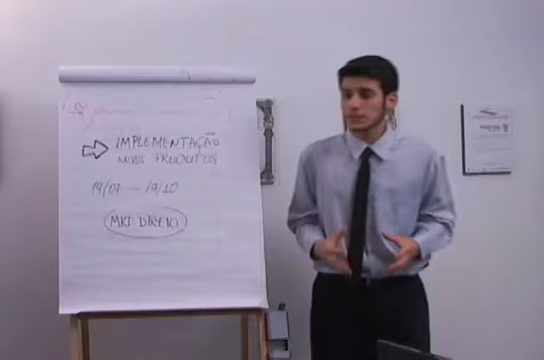 IMPLEMENTAÇÃO
NOVOS PRODUTOS
19/07 — 19/10
MKT DIRETO